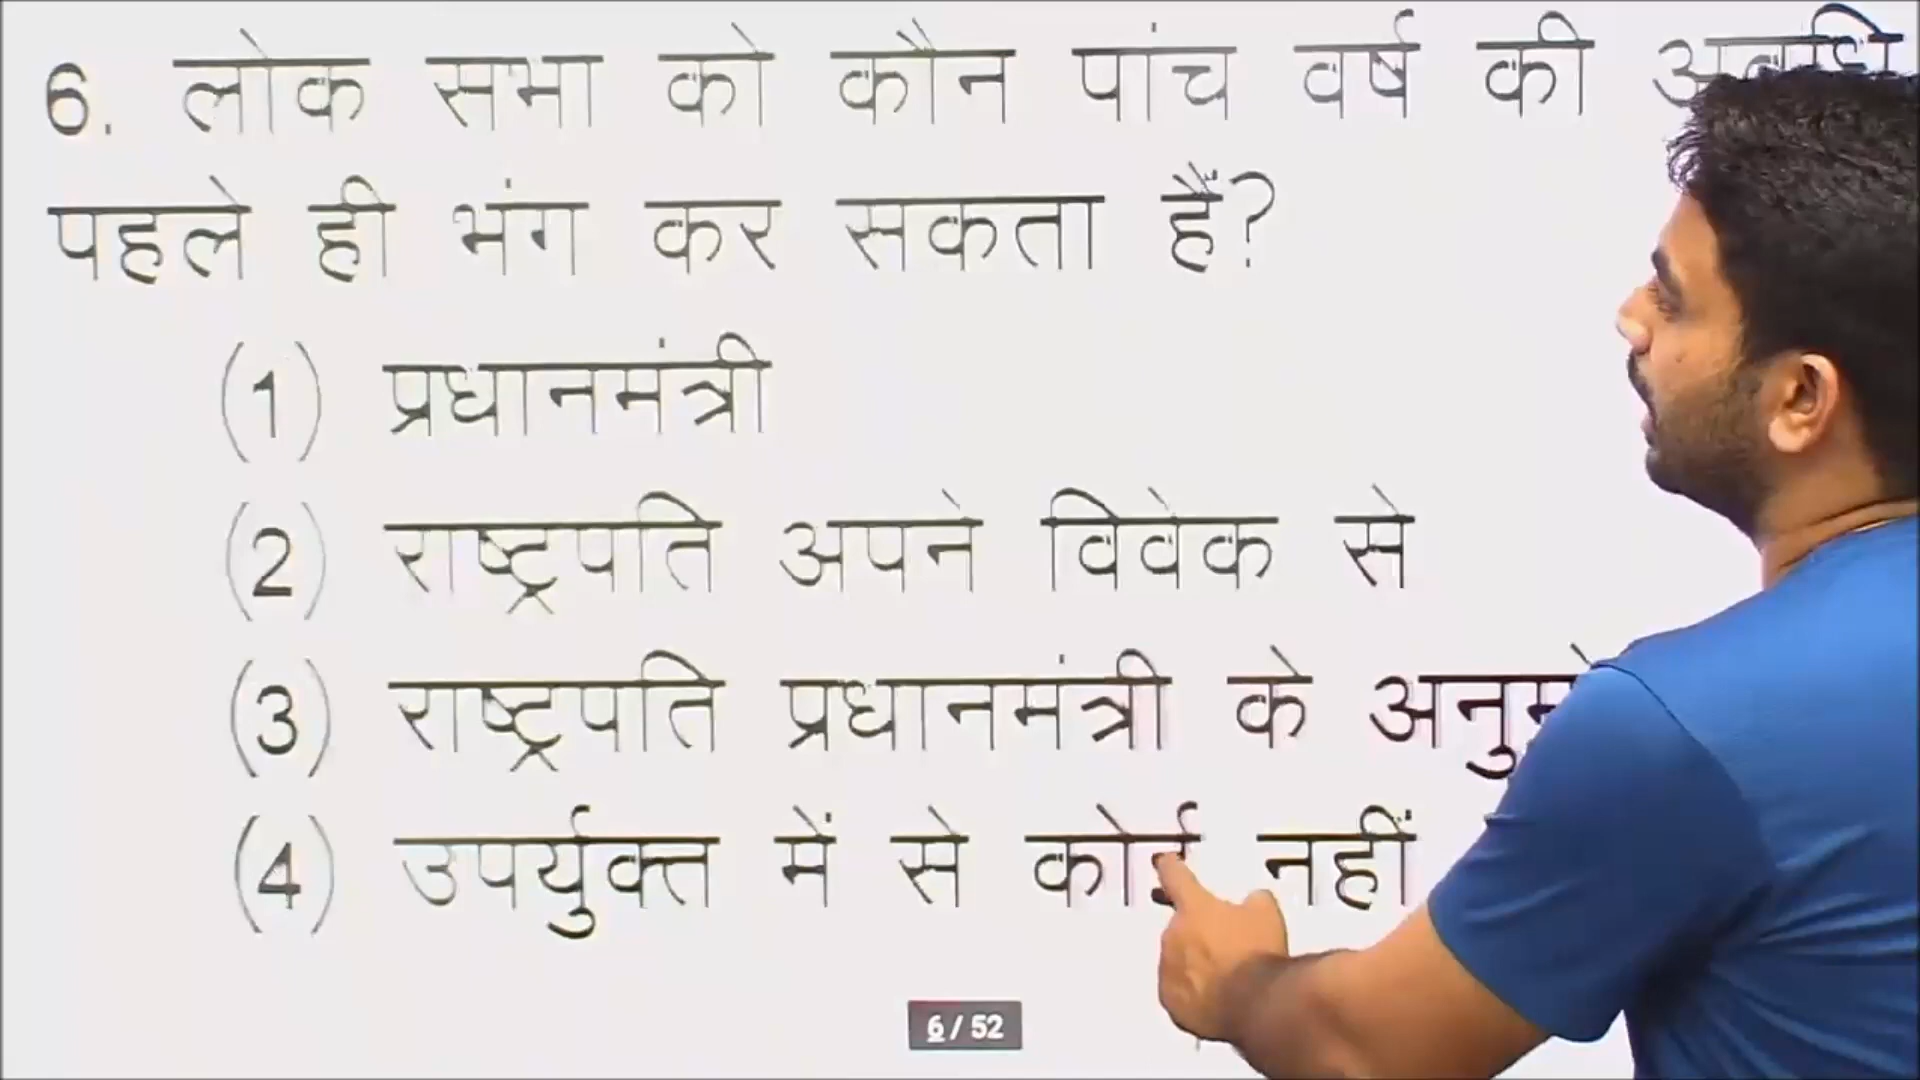 6. लोक सभा को कौन पांच वर्ष की
पहले ही भंग कर सकता हैं?
(1) प्रधानमंत्री
(2) राष्ट्रपति अपने विवेक से
(3) राष्ट्रपति प्रधानमंत्री के
(4) उपर्युक्त में से कोई नहीं
6 / 52